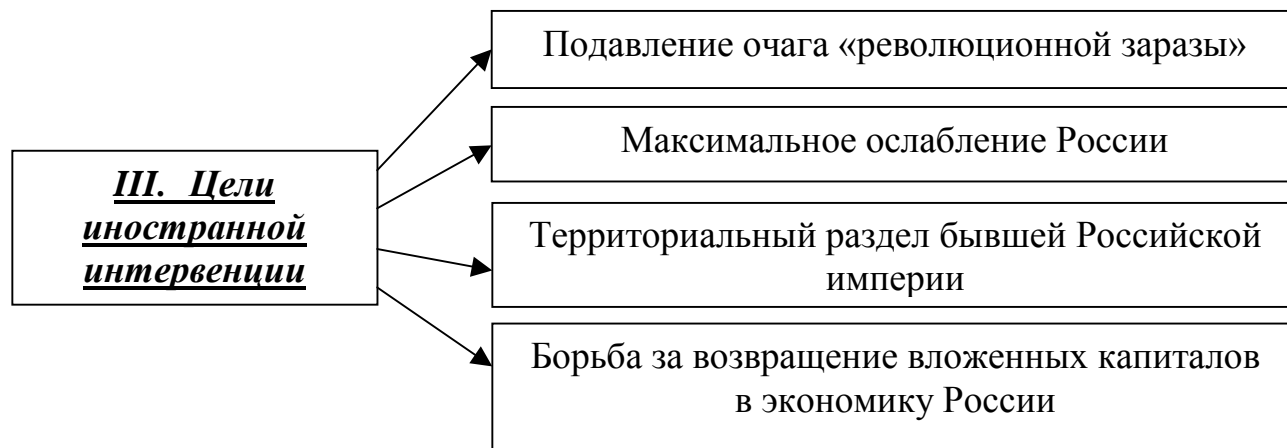 III. Цели
иностранной
интервенции
Подавление очага «революционной заразы»
Максимальное ослабление России
Территориальный раздел бывшей Российской
империи
Борьба за возвращение вложенных капиталов
в экономику России